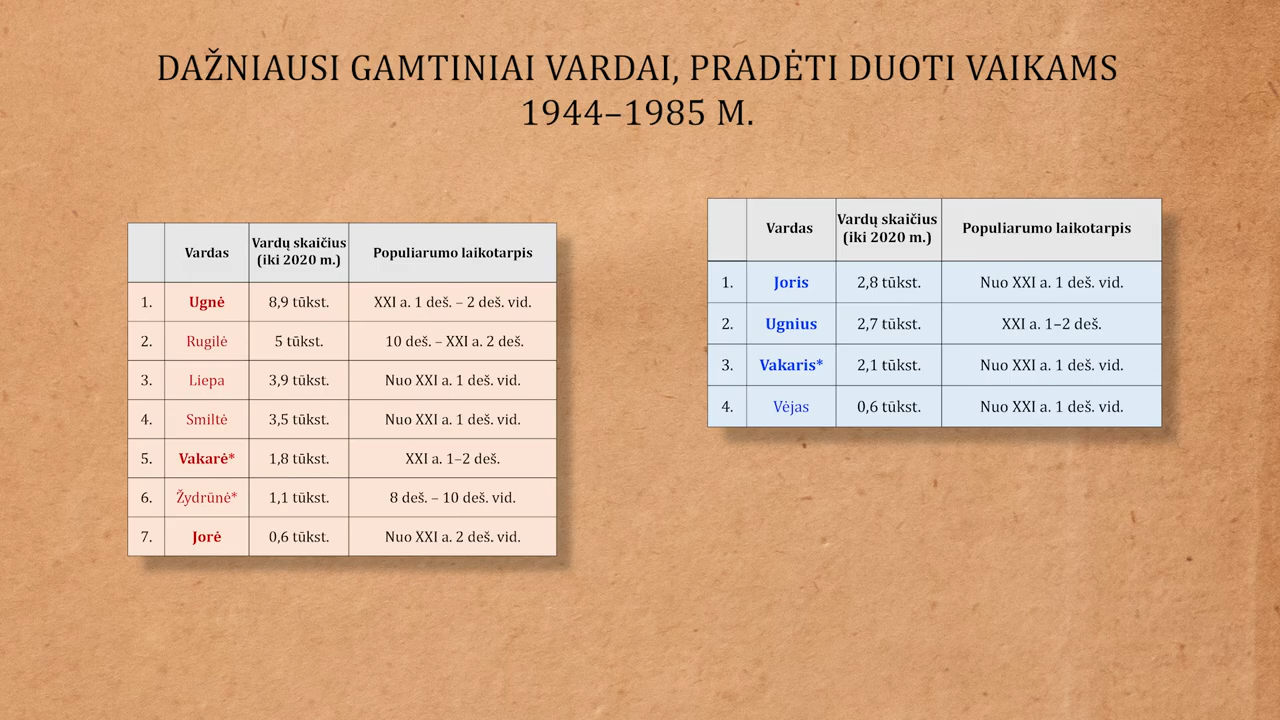 DAŽNIAUSI GAMTINIAI VARDAI, PRADĖTI DUOTI VAIKAMS
1944–1985 M.
Vardas Vardų skaičius (iki 2020 m.) Populiarumo laikotarpis
1. Ugnė 8,9 tūkst. XXI a. 1 deš. – 2 deš. vid.
2. Rugilė 5 tūkst. 10 deš. – XXI a. 2 deš.
3. Liepa 3,9 tūkst. Nuo XXI a. 1 deš. vid.
4. Smiltė 3,5 tūkst. Nuo XXI a. 1 deš. vid.
5. Vakarė* 1,8 tūkst. XXI a. 1–2 deš.
6. Žydrūnė* 1,1 tūkst. 8 deš. – 10 deš. vid.
7. Jorė 0,6 tūkst. Nuo XXI a. 2 deš. vid.
Vardas Vardų skaičius (iki 2020 m.) Populiarumo laikotarpis
1. Joris 2,8 tūkst. Nuo XXI a. 1 deš. vid.
2. Ugnius 2,7 tūkst. XXI a. 1–2 deš.
3. Vakaris* 2,1 tūkst. Nuo XXI a. 1 deš. vid.
4. Vėjas 0,6 tūkst. Nuo XXI a. 1 deš. vid.